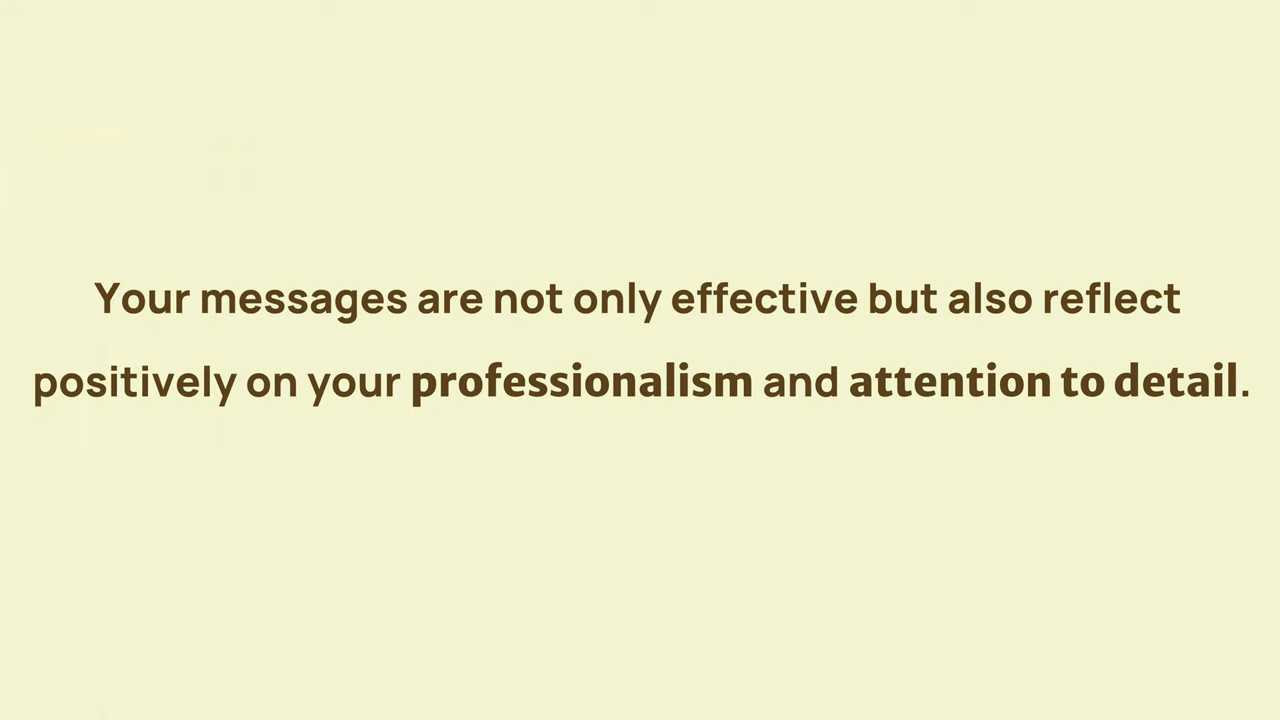 Your messages are not only effective but also reflect
positively on your professionalism and attention to detail.